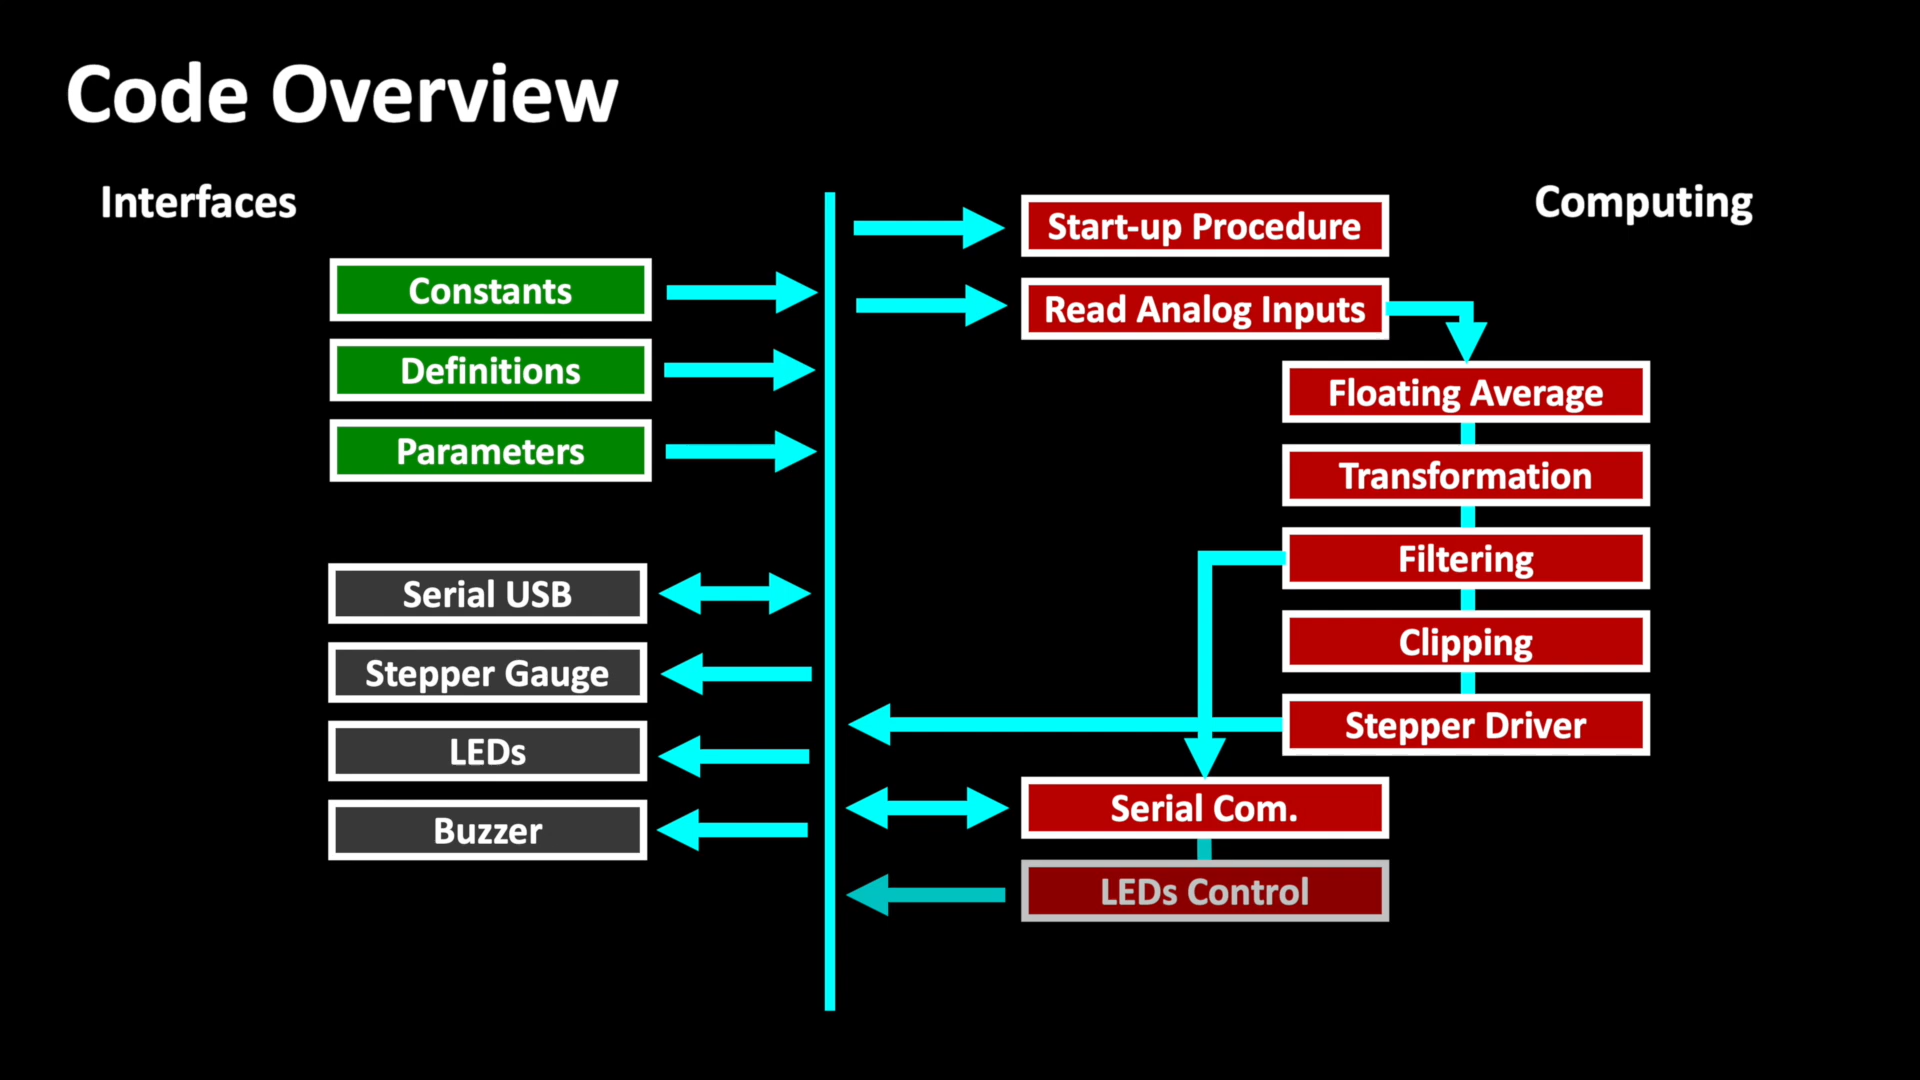 Code Overview
Interfaces
Computing
Constants
Definitions
Parameters
Serial USB
Stepper Gauge
LEDs
Buzzer
Start-up Procedure
Read Analog Inputs
Floating Average
Transformation
Filtering
Clipping
Stepper Driver
Serial Com.
LEDs Control